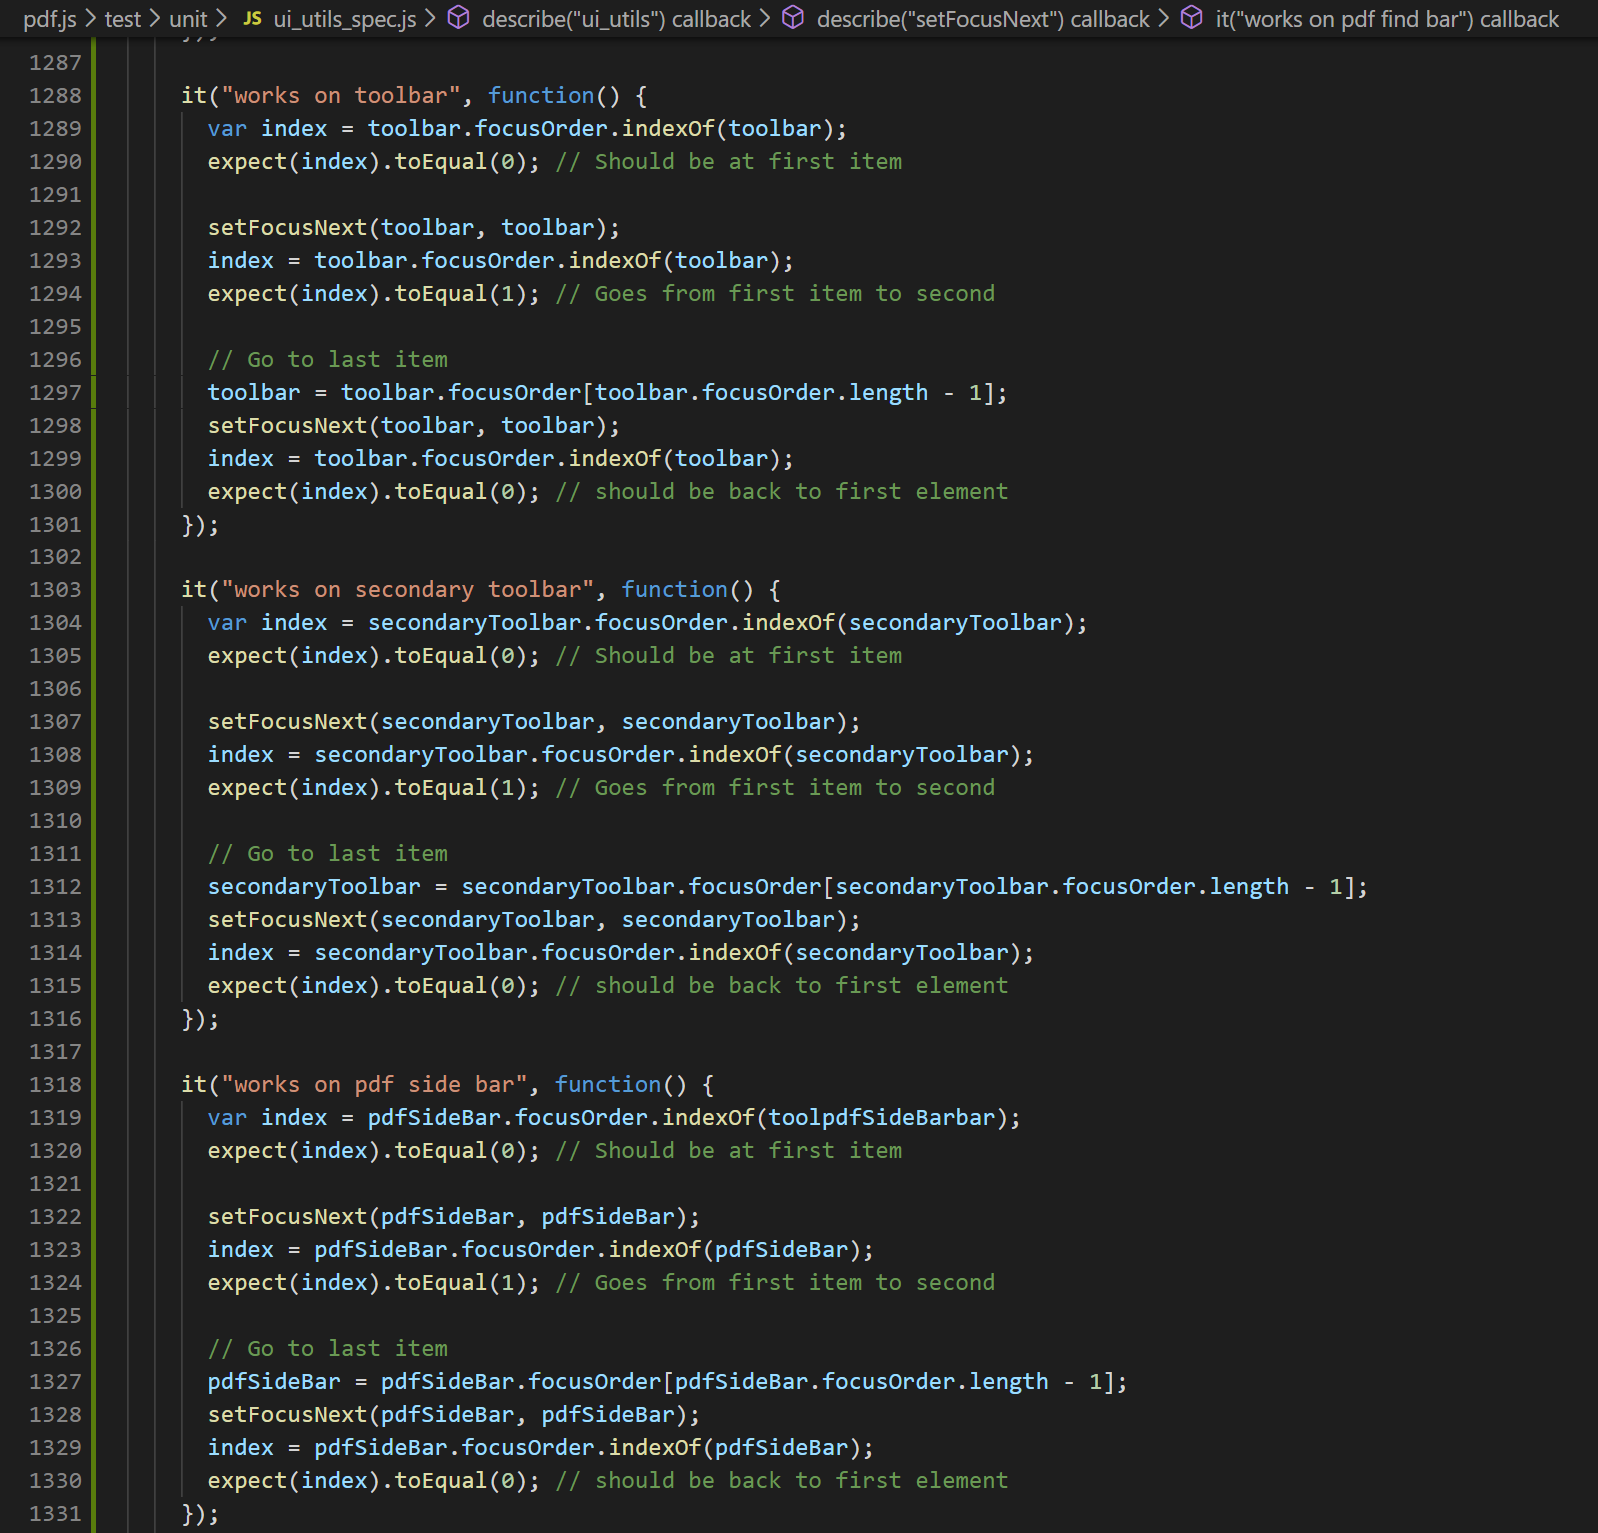 pdf.js > test > unit > JS ui_utils_spec.js > describe("ui_utils") callback > describe("setFocusNext") callback > it("works on pdf find bar") callback
1287
1288 it("works on toolbar", function() {
1289 var index = toolbar.focusOrder.indexOf(toolbar);
1290 expect(index).toEqual(0); // Should be at first item
1291
1292 setFocusNext(toolbar, toolbar);
1293 index = toolbar.focusOrder.indexOf(toolbar);
1294 expect(index).toEqual(1); // Goes from first item to second
1295
1296 // Go to last item
1297 toolbar = toolbar.focusOrder[toolbar.focusOrder.length - 1];
1298 setFocusNext(toolbar, toolbar);
1299 index = toolbar.focusOrder.indexOf(toolbar);
1300 expect(index).toEqual(0); // should be back to first element
1301 });
1302
1303 it("works on secondary toolbar", function() {
1304 var index = secondaryToolbar.focusOrder.indexOf(secondaryToolbar);
1305 expect(index).toEqual(0); // Should be at first item
1306
1307 setFocusNext(secondaryToolbar, secondaryToolbar);
1308 index = secondaryToolbar.focusOrder.indexOf(secondaryToolbar);
1309 expect(index).toEqual(1); // Goes from first item to second
1310
1311 // Go to last item
1312 secondaryToolbar = secondaryToolbar.focusOrder[secondaryToolbar.focusOrder.length - 1];
1313 setFocusNext(secondaryToolbar, secondaryToolbar);
1314 index = secondaryToolbar.focusOrder.indexOf(secondaryToolbar);
1315 expect(index).toEqual(0); // should be back to first element
1316 });
1317
1318 it("works on pdf side bar", function() {
1319 var index = pdfSideBar.focusOrder.indexOf(toolpdfSideBarbar);
1320 expect(index).toEqual(0); // Should be at first item
1321
1322 setFocusNext(pdfSideBar, pdfSideBar);
1323 index = pdfSideBar.focusOrder.indexOf(pdfSideBar);
1324 expect(index).toEqual(1); // Goes from first item to second
1325
1326 // Go to last item
1327 pdfSideBar = pdfSideBar.focusOrder[pdfSideBar.focusOrder.length - 1];
1328 setFocusNext(pdfSideBar, pdfSideBar);
1329 index = pdfSideBar.focusOrder.indexOf(pdfSideBar);
1330 expect(index).toEqual(0); // should be back to first element
1331 });